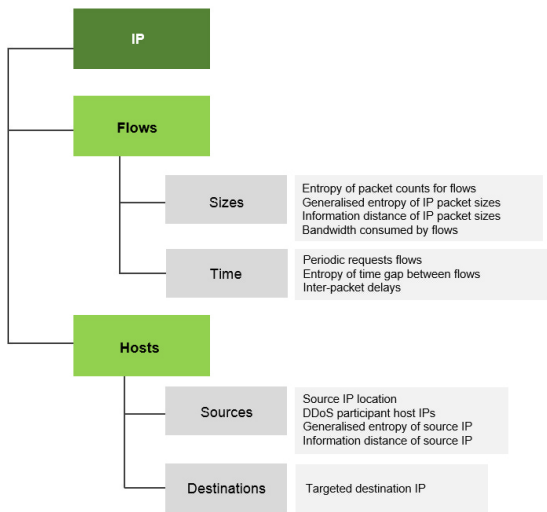 IP
Flows
Sizes
Entropy of packet counts for flows
Generalised entropy of IP packet sizes
Information distance of IP packet sizes
Bandwidth consumed by flows
Time
Periodic requests flows
Entropy of time gap between flows
Inter-packet delays
Hosts
Sources
Source IP location
DDoS participant host IPs
Generalised entropy of source IP
Information distance of source IP
Destinations
Targeted destination IP